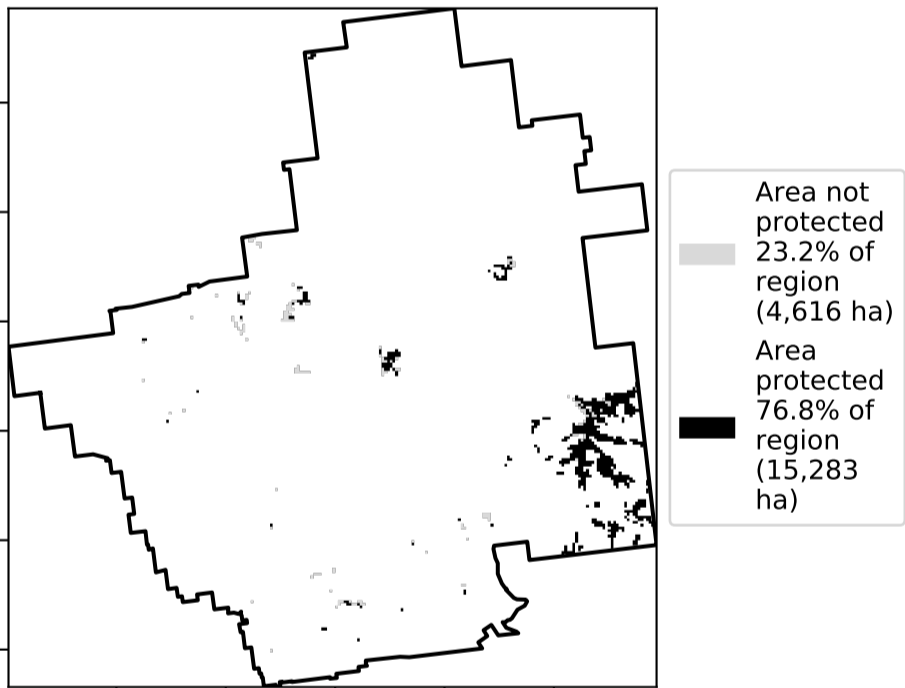 Area not
protected
23.2% of
region
(4,616 ha)
Area
protected
76.8% of
region
(15,283
ha)